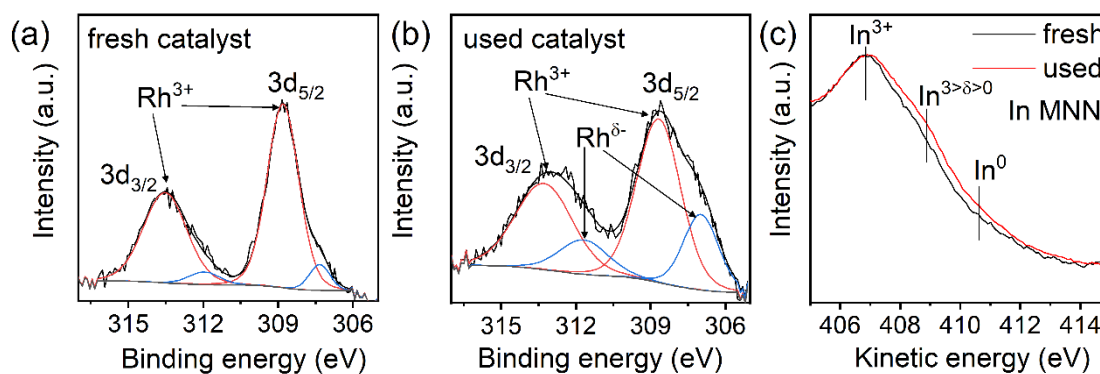 (a)
fresh catalyst
Rh³⁺
3d₅/₂
3d₃/₂
Intensity (a.u.)
315 312 309 306
Binding energy (eV)
(b)
used catalyst
Rh³⁺
3d₅/₂
Rhᵟ⁻
3d₃/₂
Intensity (a.u.)
315 312 309 306
Binding energy (eV)
(c)
In³⁺
fresh
used
In³>ᵟ>⁰
In MNN
In⁰
Intensity (a.u.)
406 408 410 412 414
Kinetic energy (eV)